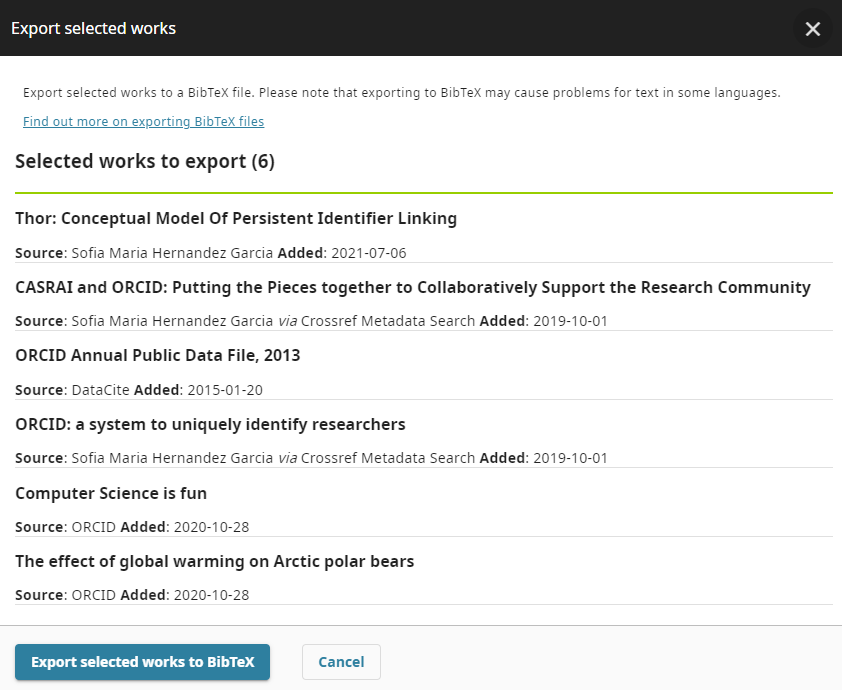 Export selected works
Export selected works to a BibTeX file. Please note that exporting to BibTeX may cause problems for text in some languages.
Find out more on exporting BibTeX files
Selected works to export (6)
Thor: Conceptual Model Of Persistent Identifier Linking
Source: Sofia Maria Hernandez Garcia Added: 2021-07-06
CASRAI and ORCID: Putting the Pieces together to Collaboratively Support the Research Community
Source: Sofia Maria Hernandez Garcia via Crossref Metadata Search Added: 2019-10-01
ORCID Annual Public Data File, 2013
Source: DataCite Added: 2015-01-20
ORCID: a system to uniquely identify researchers
Source: Sofia Maria Hernandez Garcia via Crossref Metadata Search Added: 2019-10-01
Computer Science is fun
Source: ORCID Added: 2020-10-28
The effect of global warming on Arctic polar bears
Source: ORCID Added: 2020-10-28
Export selected works to BibTeX Cancel